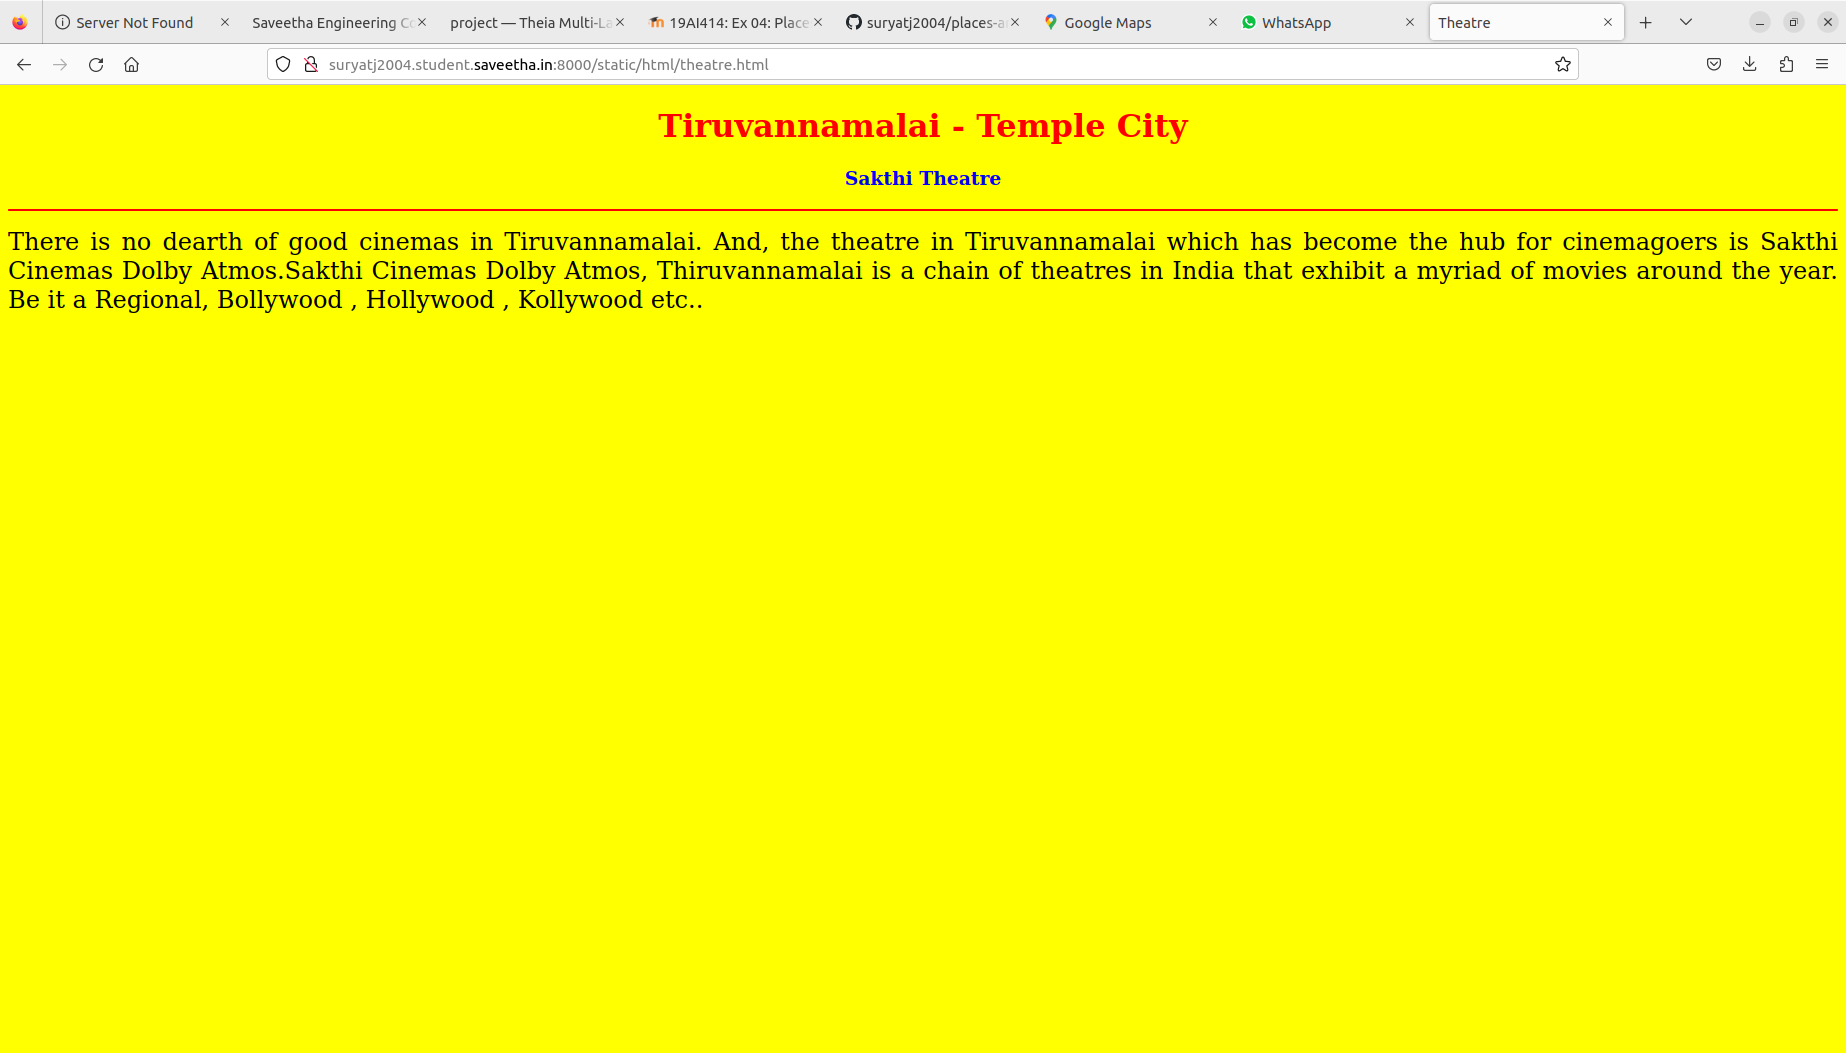 Server Not Found
Saveetha Engineering Co
project — Theia Multi-La
19AI414: Ex 04: Place
suryatj2004/places-a
Google Maps
WhatsApp
Theatre
suryatj2004.student.saveetha.in:8000/static/html/theatre.html
Tiruvannamalai - Temple City
Sakthi Theatre
There is no dearth of good cinemas in Tiruvannamalai. And, the theatre in Tiruvannamalai which has become the hub for cinemagoers is Sakthi
Cinemas Dolby Atmos.Sakthi Cinemas Dolby Atmos, Thiruvannamalai is a chain of theatres in India that exhibit a myriad of movies around the year.
Be it a Regional, Bollywood , Hollywood , Kollywood etc..